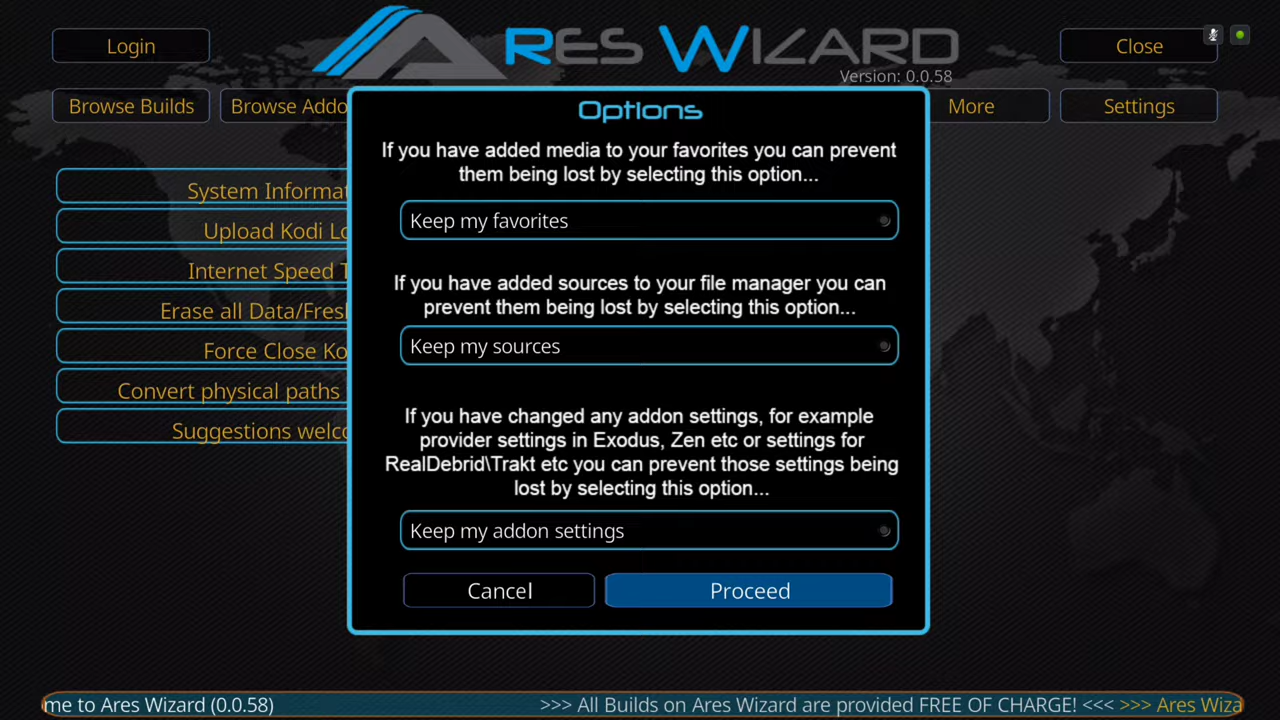 Login
ARES WIZARD
Version: 0.0.58
Close
Browse Builds
Browse Addo
More
Settings
System Informat
Upload Kodi Lo
Internet Speed T
Erase all Data/Fresh
Force Close Ko
Convert physical paths
Suggestions welco
Options
If you have added media to your favorites you can prevent
them being lost by selecting this option...
Keep my favorites
If you have added sources to your file manager you can
prevent them being lost by selecting this option...
Keep my sources
If you have changed any addon settings, for example
provider settings in Exodus, Zen etc or settings for
RealDebrid\Trakt etc you can prevent those settings being
lost by selecting this option...
Keep my addon settings
Cancel
Proceed
me to Ares Wizard (0.0.58)
>>> All Builds on Ares Wizard are provided FREE OF CHARGE! <<< >>> Ares Wiza